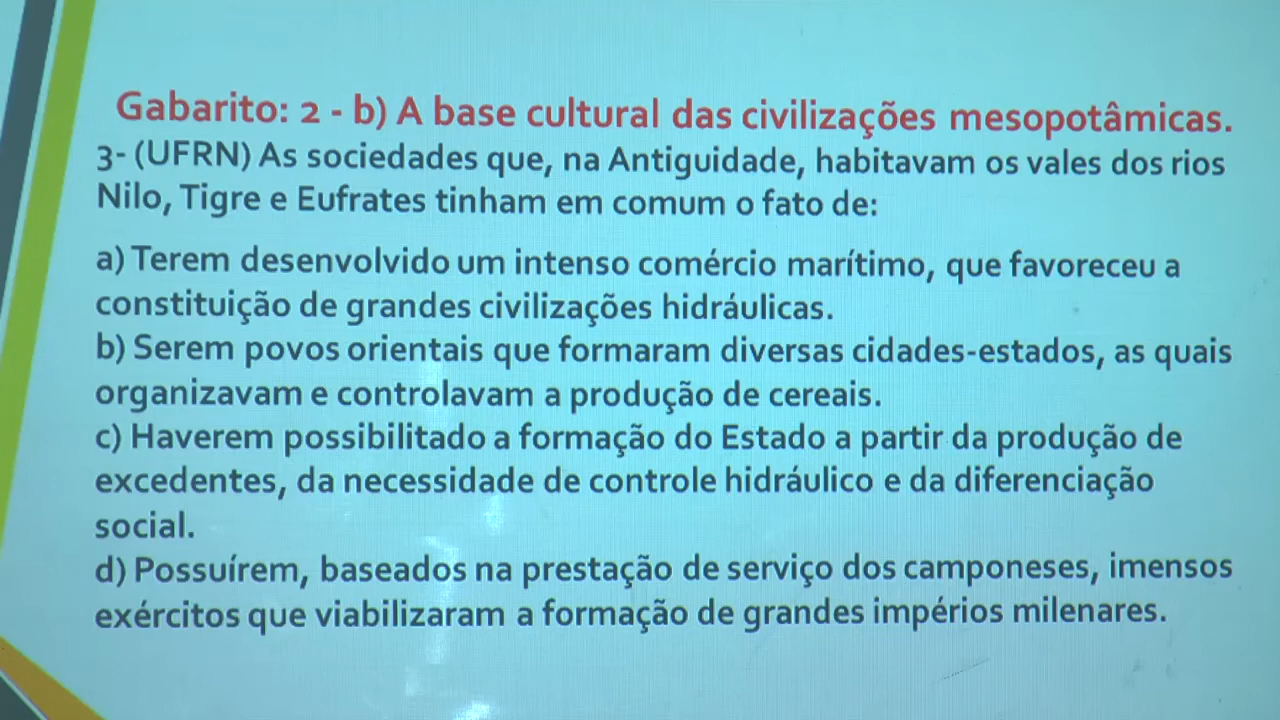 Gabarito: 2 - b) A base cultural das civilizações mesopotâmicas.
3- (UFRN) As sociedades que, na Antiguidade, habitavam os vales dos rios
Nilo, Tigre e Eufrates tinham em comum o fato de:
a) Terem desenvolvido um intenso comércio marítimo, que favoreceu a
constituição de grandes civilizações hidráulicas.
b) Serem povos orientais que formaram diversas cidades-estados, as quais
organizavam e controlavam a produção de cereais.
c) Haverem possibilitado a formação do Estado a partir da produção de
excedentes, da necessidade de controle hidráulico e da diferenciação
social.
d) Possuírem, baseados na prestação de serviço dos camponeses, imensos
exércitos que viabilizaram a formação de grandes impérios milenares.